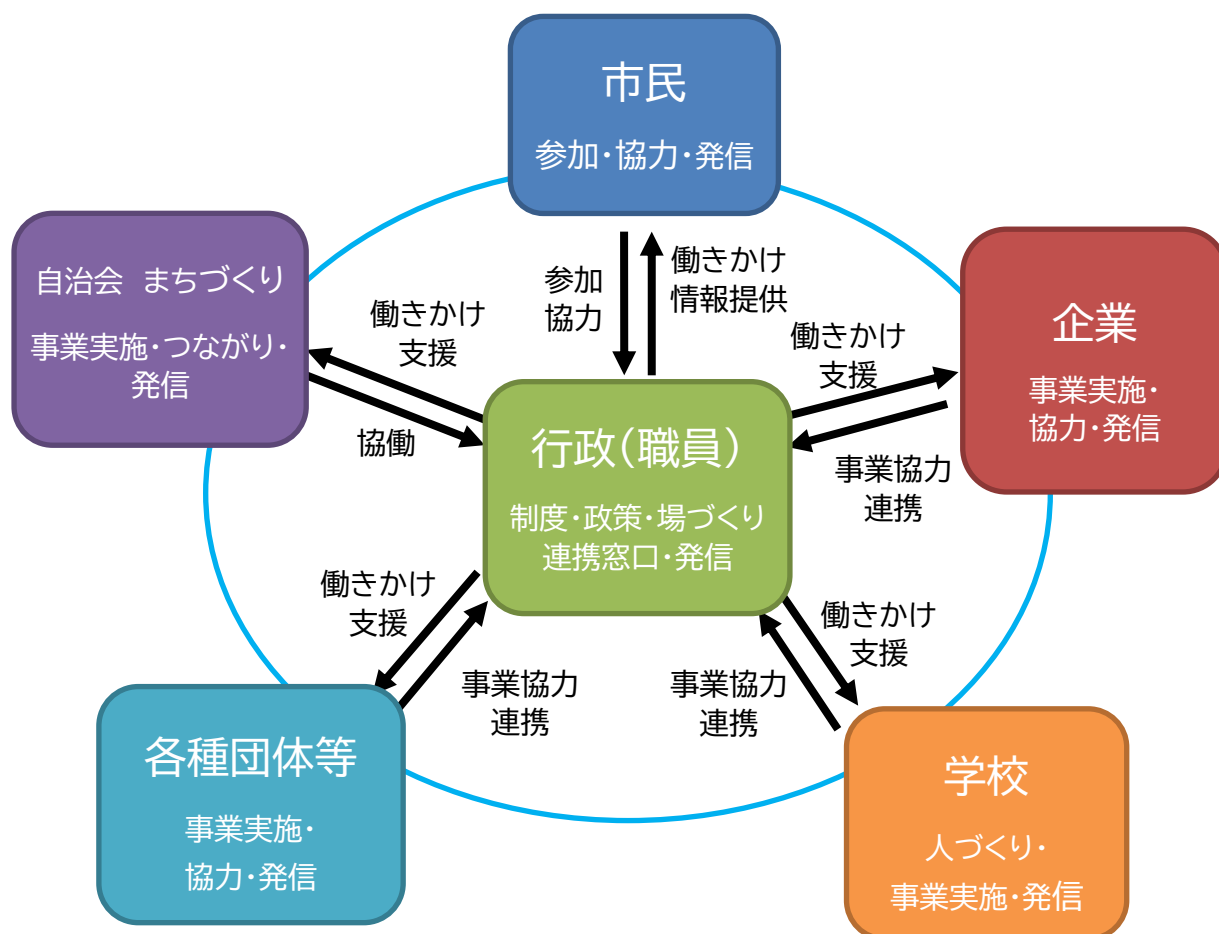 市民
参加・協力・発信
自治会　まちづくり
事業実施・つながり・
発信
働きかけ
支援
協働
参加
協力
働きかけ
情報提供
働きかけ
支援
事業協力
連携
企業
事業実施・
協力・発信
行政(職員)
制度・政策・場づくり
連携窓口・発信
働きかけ
支援
事業協力
連携
事業協力
連携
働きかけ
支援
各種団体等
事業実施・
協力・発信
学校
人づくり・
事業実施・発信